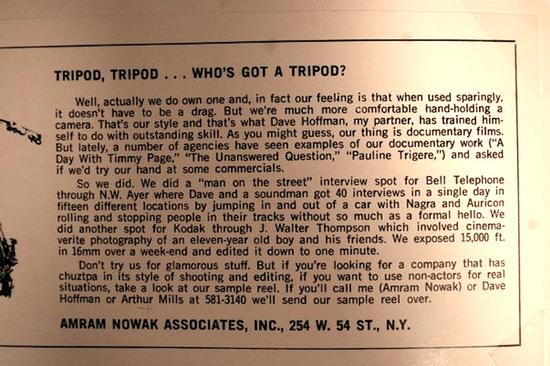 TRIPOD, TRIPOD . . . WHO'S GOT A TRIPOD?
Well, actually we do own one and, in fact our feeling is that when used sparingly,
it doesn't have to be a drag. But we're much more comfortable hand-holding a
camera. That's our style and that's what Dave Hoffman, my partner, has trained him-
self to do with outstanding skill. As you might guess, our thing is documentary films.
But lately, a number of agencies have seen examples of our documentary work ("A
Day With Timmy Page," "The Unanswered Question," "Pauline Trigere,") and asked
if we'd try our hand at some commercials.
So we did. We did a "man on the street" interview spot for Bell Telephone
through N.W. Ayer where Dave and a soundman got 40 interviews in a single day in
fifteen different locations by jumping in and out of a car with Nagra and Auricon
rolling and stopping people in their tracks without so much as a formal hello. We
did another spot for Kodak through J. Walter Thompson which involved cinema-
verite photography of an eleven-year old boy and his friends. We exposed 15,000 ft.
in 16mm over a week-end and edited it down to one minute.
Don't try us for glamorous stuff. But if you're looking for a company that has
chuztpa in its style of shooting and editing, if you want to use non-actors for real
situations, take a look at our sample reel. If you'll call me (Amram Nowak) or Dave
Hoffman or Arthur Mills at 581-3140 we'll send our sample reel over.
AMRAM NOWAK ASSOCIATES, INC., 254 W. 54 ST., N.Y.